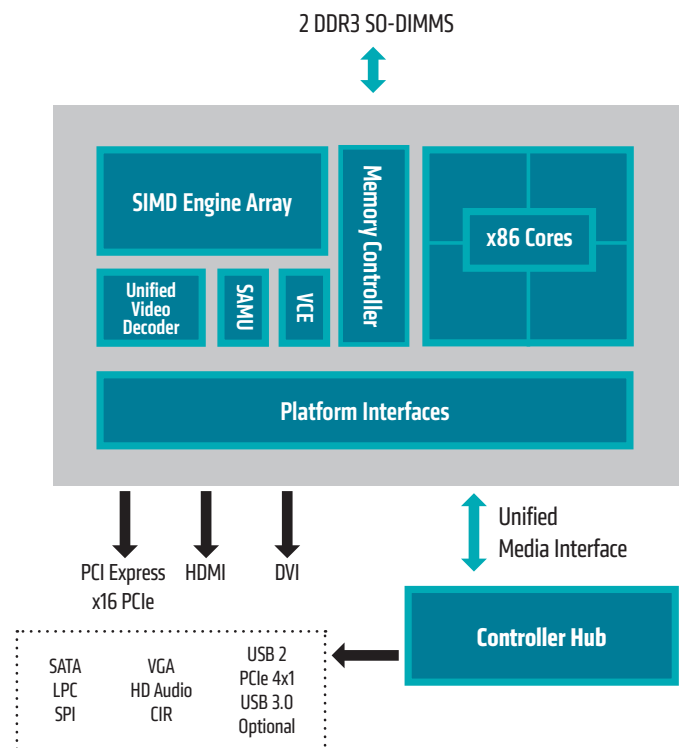 2 DDR3 SO-DIMMS
SIMD Engine Array
Memory Controller
x86 Cores
Unified
Video
Decoder
SAMU
VCE
Platform Interfaces
Unified
Media Interface
PCI Express
x16 PCIe
HDMI
DVI
Controller Hub
SATA
LPC
SPI
VGA
HD Audio
CIR
USB 2
PCIe 4x1
USB 3.0
Optional